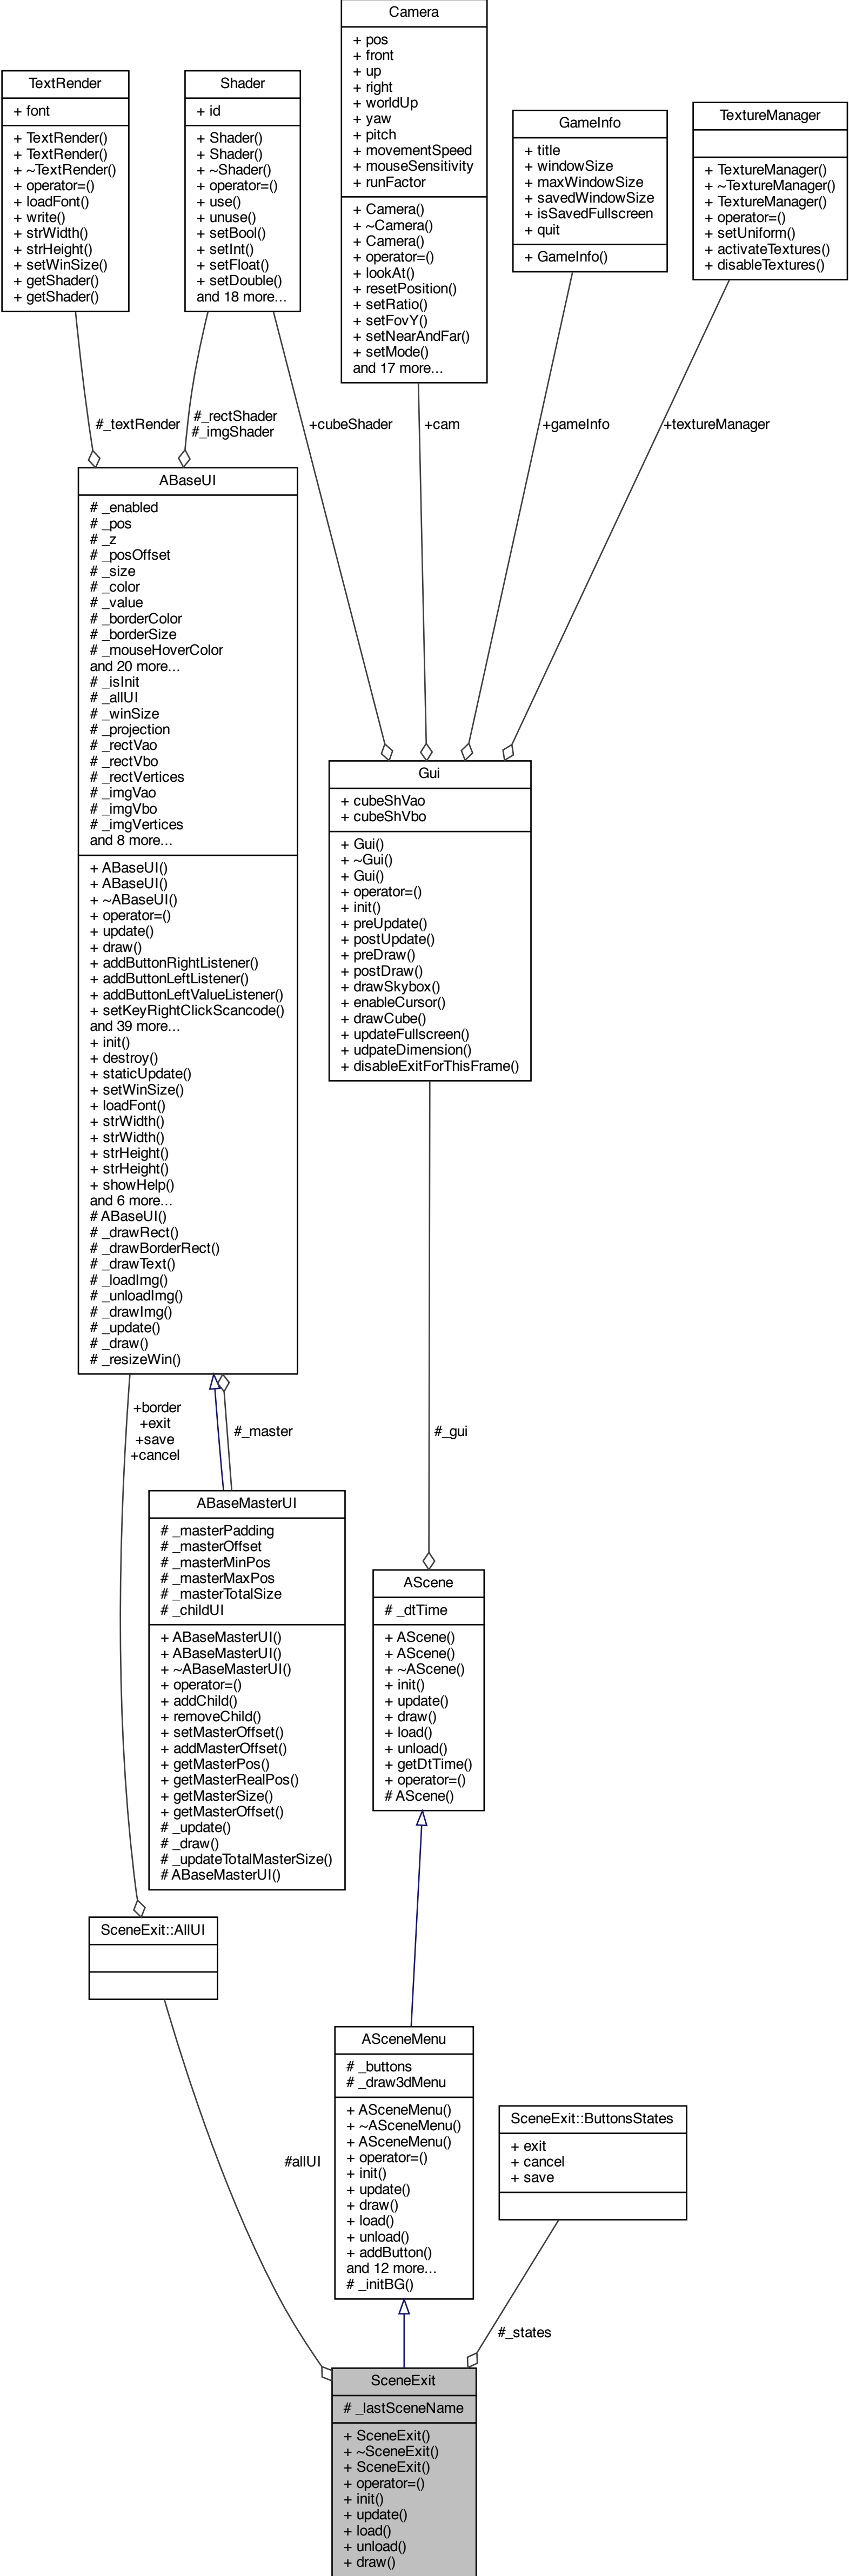 Camera
+ pos
+ front
+ up
+ right
+ worldUp
+ yaw
+ pitch
+ movementSpeed
+ mouseSensitivity
+ runFactor
+ Camera()
+ ~Camera()
+ Camera()
+ operator=()
+ lookAt()
+ resetPosition()
+ setRatio()
+ setFovY()
+ setNearAndFar()
+ setMode()
and 17 more...
TextRender
+ font
+ TextRender()
+ TextRender()
+ ~TextRender()
+ operator=()
+ loadFont()
+ write()
+ strWidth()
+ strHeight()
+ setWinSize()
+ getShader()
+ getShader()
Shader
+ id
+ Shader()
+ Shader()
+ ~Shader()
+ operator=()
+ use()
+ unuse()
+ setBool()
+ setInt()
+ setFloat()
+ setDouble()
and 18 more...
GameInfo
+ title
+ windowSize
+ maxWindowSize
+ savedWindowSize
+ isSavedFullscreen
+ quit
+ GameInfo()
TextureManager
+ TextureManager()
+ ~TextureManager()
+ TextureManager()
+ operator=()
+ setUniform()
+ activateTextures()
+ disableTextures()
#_textRender
#_rectShader
#_imgShader
+cubeShader
+cam
+gameInfo
+textureManager
ABaseUI
# _enabled
# _pos
# _z
# _posOffset
# _size
# _color
# _value
# _borderColor
# _borderSize
# _mouseHoverColor
and 20 more...
# _isInit
# _allUI
# _winSize
# _projection
# _rectVao
# _rectVbo
# _rectVertices
# _imgVao
# _imgVbo
# _imgVertices
and 8 more...
+ ABaseUI()
+ ABaseUI()
+ ~ABaseUI()
+ operator=()
+ update()
+ draw()
+ addButtonRightListener()
+ addButtonLeftListener()
+ addButtonLeftValueListener()
+ setKeyRightClickScancode()
and 39 more...
+ init()
+ destroy()
+ staticUpdate()
+ setWinSize()
+ loadFont()
+ strWidth()
+ strWidth()
+ strHeight()
+ strHeight()
+ showHelp()
and 6 more...
# ABaseUI()
# _drawRect()
# _drawBorderRect()
# _drawText()
# _loadImg()
# _unloadImg()
# _drawImg()
# _update()
# _draw()
# _resizeWin()
Gui
+ cubeShVao
+ cubeShVbo
+ Gui()
+ ~Gui()
+ Gui()
+ operator=()
+ init()
+ preUpdate()
+ postUpdate()
+ preDraw()
+ postDraw()
+ drawSkybox()
+ enableCursor()
+ drawCube()
+ updateFullscreen()
+ udpateDimension()
+ disableExitForThisFrame()
+border
+exit
+save
+cancel
#_master
#_gui
ABaseMasterUI
# _masterPadding
# _masterOffset
# _masterMinPos
# _masterMaxPos
# _masterTotalSize
# _childUI
+ ABaseMasterUI()
+ ABaseMasterUI()
+ ~ABaseMasterUI()
+ operator=()
+ addChild()
+ removeChild()
+ setMasterOffset()
+ addMasterOffset()
+ getMasterPos()
+ getMasterRealPos()
+ getMasterSize()
+ getMasterOffset()
# _update()
# _draw()
# _updateTotalMasterSize()
# ABaseMasterUI()
AScene
# _dtTime
+ AScene()
+ AScene()
+ ~AScene()
+ init()
+ update()
+ draw()
+ load()
+ unload()
+ getDtTime()
+ operator=()
# AScene()
SceneExit::AllUI
ASceneMenu
# _buttons
# _draw3dMenu
+ ASceneMenu()
+ ~ASceneMenu()
+ ASceneMenu()
+ operator=()
+ init()
+ update()
+ draw()
+ load()
+ unload()
+ addButton()
and 12 more...
# _initBG()
SceneExit::ButtonsStates
+ exit
+ cancel
+ save
#allUI
#_states
SceneExit
# _lastSceneName
+ SceneExit()
+ ~SceneExit()
+ SceneExit()
+ operator=()
+ init()
+ update()
+ load()
+ unload()
+ draw()